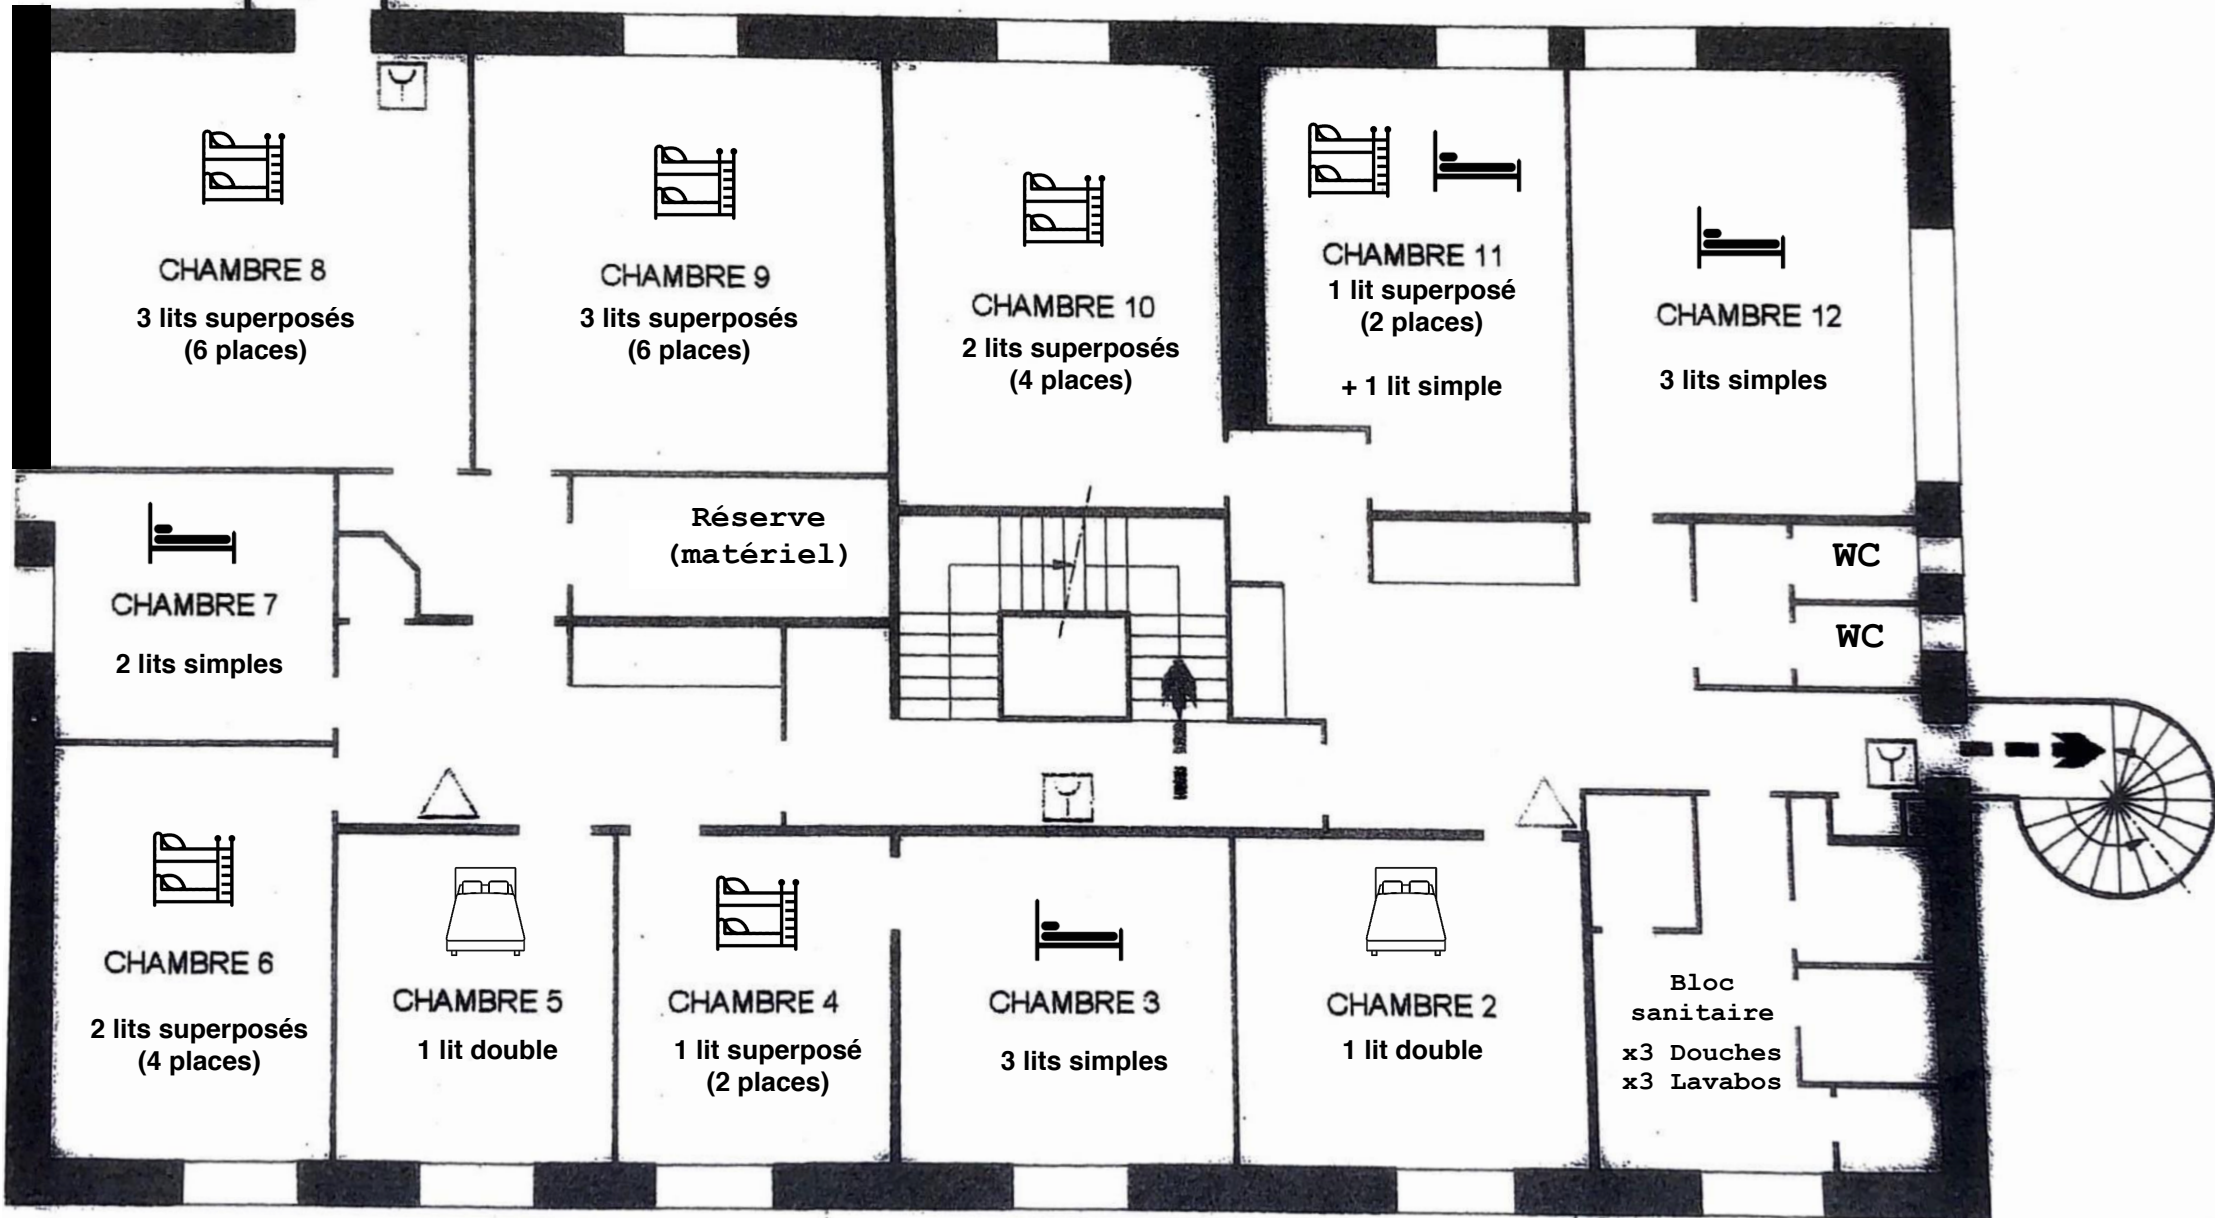 CHAMBRE 8
3 lits superposés
(6 places)
CHAMBRE 9
3 lits superposés
(6 places)
CHAMBRE 10
2 lits superposés
(4 places)
CHAMBRE 11
1 lit superposé
(2 places)
+ 1 lit simple
CHAMBRE 12
3 lits simples
Réserve
(matériel)
WC
WC
CHAMBRE 7
2 lits simples
CHAMBRE 6
2 lits superposés
(4 places)
CHAMBRE 5
1 lit double
CHAMBRE 4
1 lit superposé
(2 places)
CHAMBRE 3
3 lits simples
CHAMBRE 2
1 lit double
Bloc
sanitaire
x3 Douches
x3 Lavabos